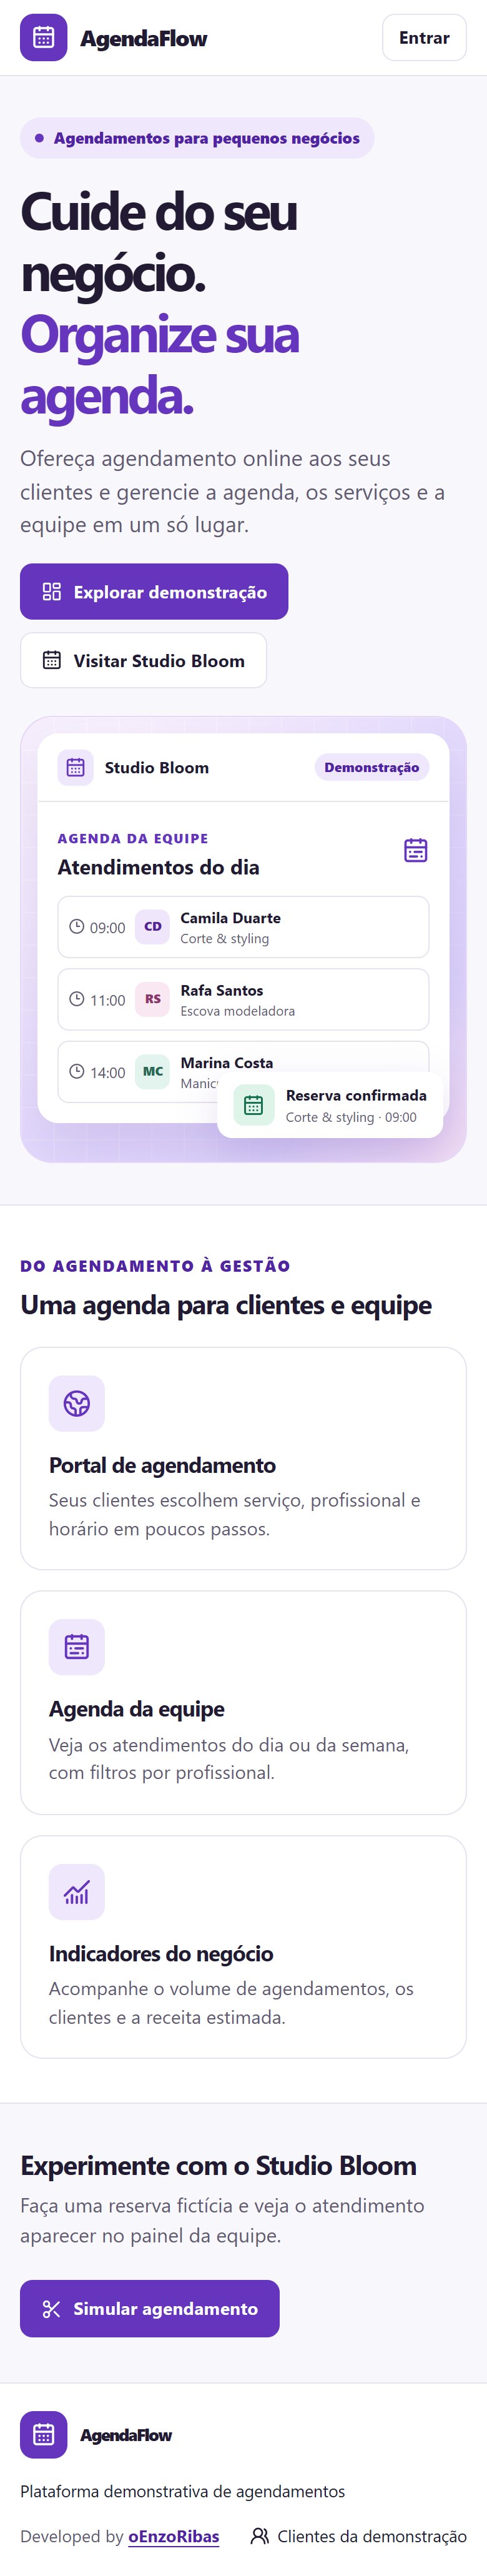 AgendaFlow
Entrar
Agendamentos para pequenos negócios
Cuide do seu
negócio.
Organize sua
agenda.
Ofereça agendamento online aos seus
clientes e gerencie a agenda, os serviços e a
equipe em um só lugar.
Explorar demonstração
Visitar Studio Bloom
Studio Bloom
Demonstração
AGENDA DA EQUIPE
Atendimentos do dia
09:00
CD
Camila Duarte
Corte & styling
11:00
RS
Rafa Santos
Escova modeladora
14:00
MC
Marina Costa
Reserva confirmada
Corte & styling · 09:00
DO AGENDAMENTO À GESTÃO
Uma agenda para clientes e equipe
Portal de agendamento
Seus clientes escolhem serviço, profissional e
horário em poucos passos.
Agenda da equipe
Veja os atendimentos do dia ou da semana,
com filtros por profissional.
Indicadores do negócio
Acompanhe o volume de agendamentos, os
clientes e a receita estimada.
Experimente com o Studio Bloom
Faça uma reserva fictícia e veja o atendimento
aparecer no painel da equipe.
Simular agendamento
AgendaFlow
Plataforma demonstrativa de agendamentos
Developed by oEnzoRibas
Clientes da demonstração